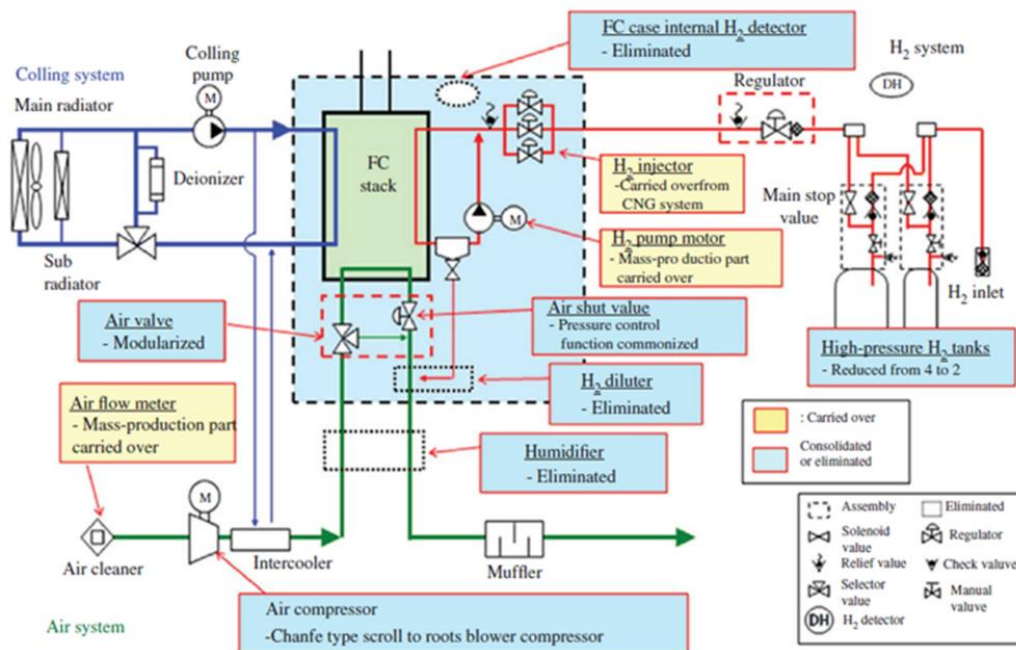 FC case internal H2 detector
- Eliminated
H2 system
DH
Colling system
Colling
pump
Main radiator
M
Regulator
Deionizer
FC
stack
H2 injector
-Carried overfrom
CNG system
Main stop
value
M
H2 pump motor
- Mass-pro ductio part
carried over
Sub
radiator
H2 inlet
Air valve
- Modularized
Air shut value
- Pressure control
function commonized
High-pressure H2 tanks
- Reduced from 4 to 2
H2 diluter
- Eliminated
Air flow meter
- Mass-production part
carried over
Humidifier
- Eliminated
: Carried over
Consolidated
or eliminated
M
Air cleaner
Intercooler
Muffler
Air system
Air compressor
-Chanfe type scroll to roots blower compressor
Assembly
Eliminated
Solenoid
value
Regulator
Relief value
Check valuve
Selector
value
Manual
valuve
DH
H2 detector